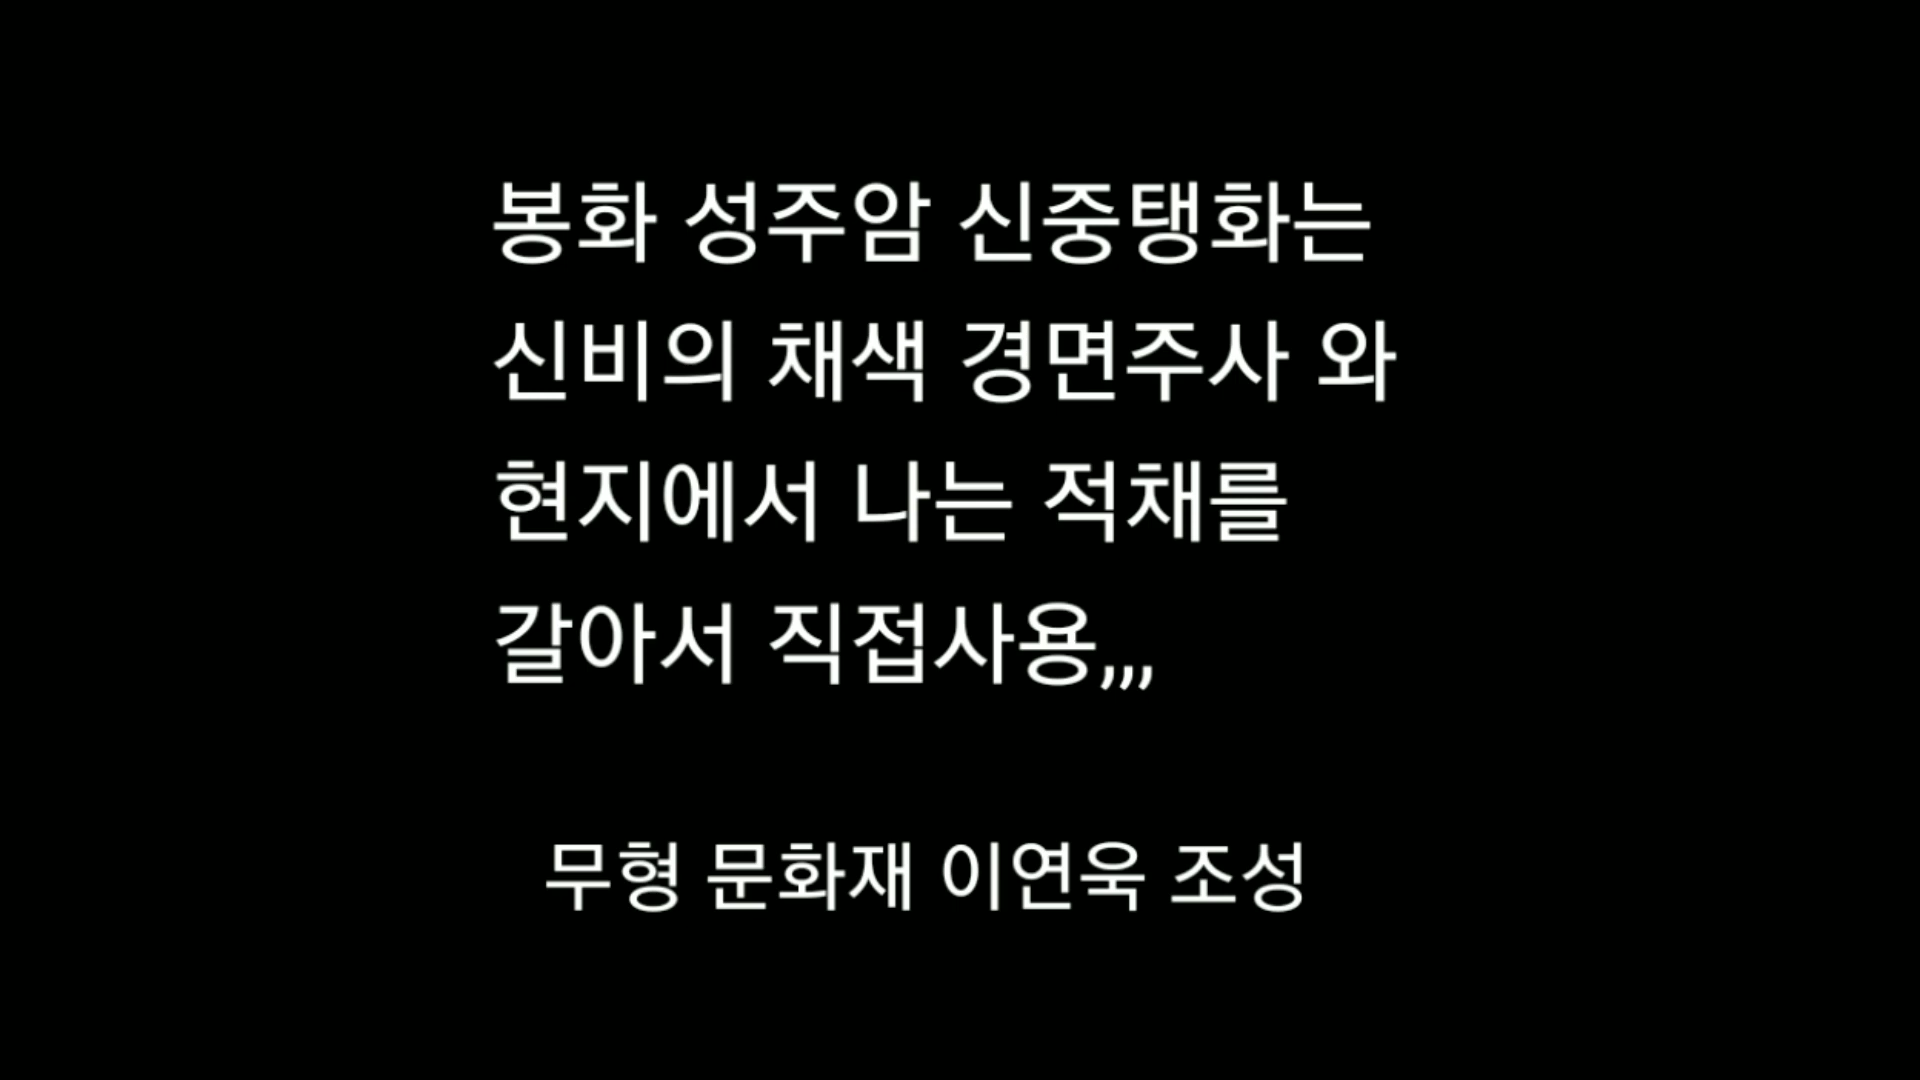 봉화 성주암 신중탱화는
신비의 채색 경면주사 와
현지에서 나는 적채를
갈아서 직접사용,,,
무형 문화재 이연욱 조성